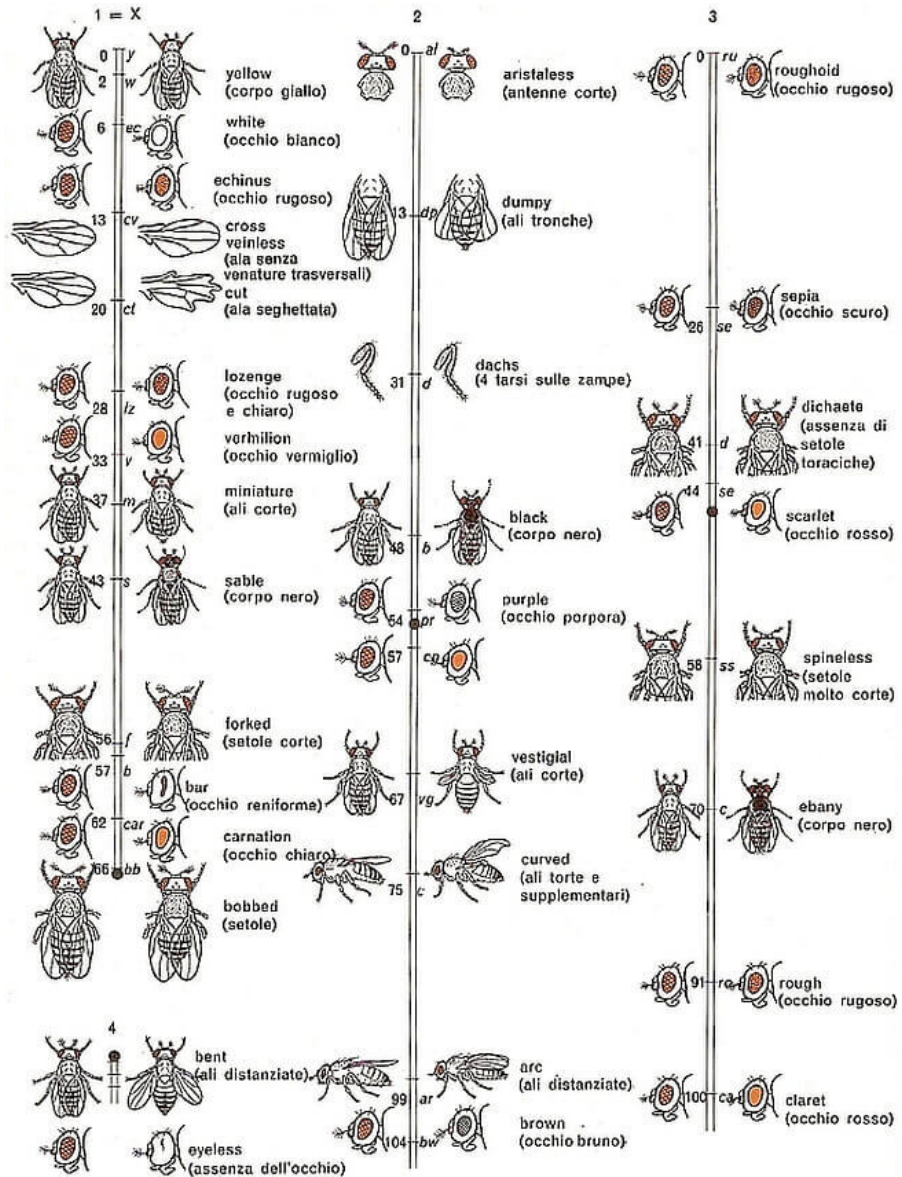 1 = X
0 y
2 w
yellow
(corpo giallo)
6 ec
white
(occhio bianco)
echinus
(occhio rugoso)
13 cv
cross
veinless
(ala senza
venature trasversali)
20 ct
cut
(ala seghettata)
lozenge
(occhio rugoso
e chiaro)
28 lz
vermilion
(occhio vermiglio)
33 v
37 m
miniature
(ali corte)
43 s
sable
(corpo nero)
56 f
forked
(setole corte)
57 b
bar
(occhio reniforme)
62 car
carnation
(occhio chiaro)
66 bb
bobbed
(setole)
4
bent
(ali distanziate)
eyeless
(assenza dell'occhio)
2
0 al
aristaless
(antenne corte)
13 dp
dumpy
(ali tronche)
31 d
dachs
(4 tarsi sulle zampe)
48 b
black
(corpo nero)
purple
(occhio porpora)
54 pr
57 cn
vestigial
(ali corte)
67 vg
curved
(ali torte e
supplementari)
75 c
arc
(ali distanziate)
99 ar
brown
(occhio bruno)
104 bw
3
0 ru
roughoid
(occhio rugoso)
sepia
(occhio scuro)
26 se
dichaete
(assenza di
setole
toraciche)
41 d
44 se
scarlet
(occhio rosso)
58 ss
spineless
(setole
molto corte)
70 c
ebany
(corpo nero)
91 ro
rough
(occhio rugoso)
100 ca
claret
(occhio rosso)